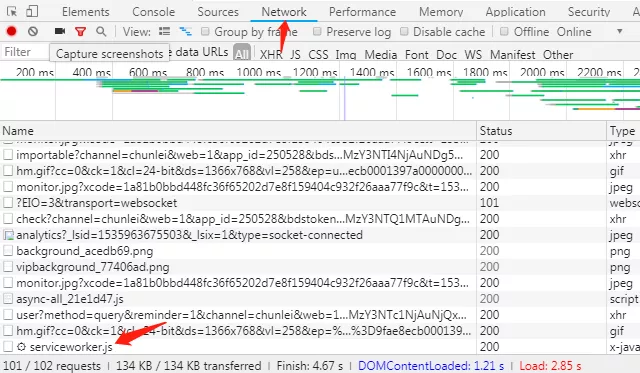 Elements Console Sources Network Performance Memory Application Security
Group by frame Preserve log Disable cache Offline Online
Filter Capture screenshots e data URLs All XHR JS CSS Img Media Font Doc WS Manifest Other
200 ms 400 ms 600 ms 800 ms 1000 ms 1200 ms 1400 ms 1600 ms 1800 ms 2000 ms 2200 ms
Name Status Type
monitor.jpg?xcode=1a81b0bbd448fc36f65202d7e8f159404c932f26aaa77f9c&t=153... 200 jpeg
importable?channel=chunlei&web=1&app_id=250528&bds...MzY3NTI4NjAuNDg5... 200 xhr
hm.gif?cc=0&ck=1&cl=24-bit&ds=1366x768&vl=258&ep=u...ecb0001397a0000000... 200 gif
monitor.jpg?xcode=1a81b0bbd448fc36f65202d7e8f159404c932f26aaa77f9c&t=153... 200 jpeg
?EIO=3&transport=websocket 101 webso
check?channel=chunlei&web=1&app_id=250528&bdstoken...MzY3NTQ1MTAuNDg... 200 xhr
analytics?_lsid=1535963675503&_lsix=1&type=socket-connected 200 jpeg
background_acedb69.png 200 png
vipbackground_77406ad.png 200 png
monitor.jpg?xcode=1a81b0bbd448fc36f65202d7e8f159404c932f26aaa77f9c&t=153... 200 jpeg
async-all_21e1d47.js 200 script
user?method=query&reminder=1&channel=chunlei&web=1...MzY3NTc1NjAuNjQx... 200 xhr
hm.gif?cc=0&ck=1&cl=24-bit&ds=1366x768&vl=258&ep=%...%3D9fae8ecb000139... 200 gif
serviceworker.js 200 x-java
101 / 102 requests | 134 KB / 134 KB transferred | Finish: 4.67 s | DOMContentLoaded: 1.21 s | Load: 2.85 s